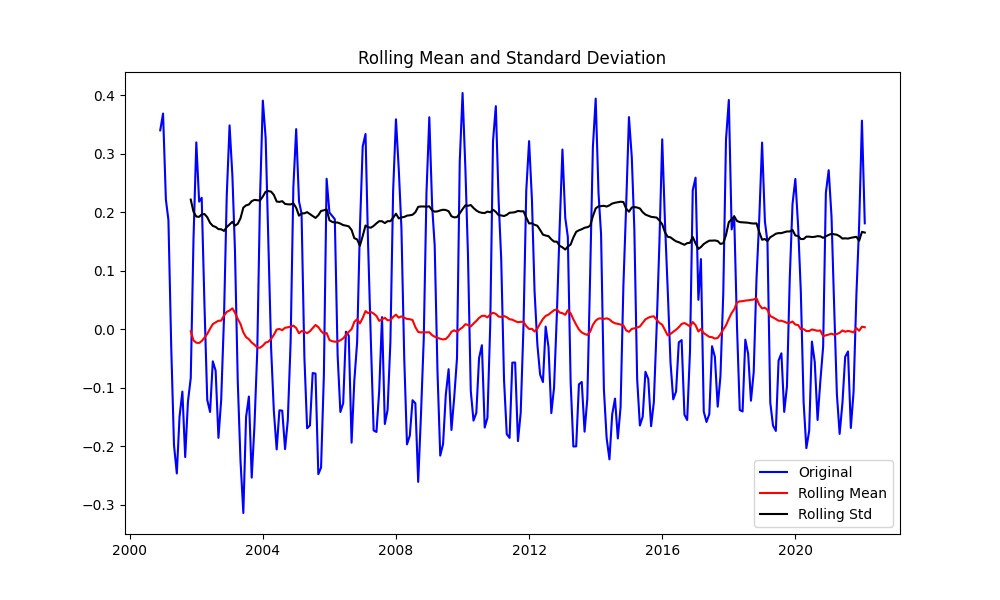 Rolling Mean and Standard Deviation
0.4
0.3
0.2
0.1
0.0
−0.1
−0.2
−0.3
2000 2004 2008 2012 2016 2020
Original
Rolling Mean
Rolling Std